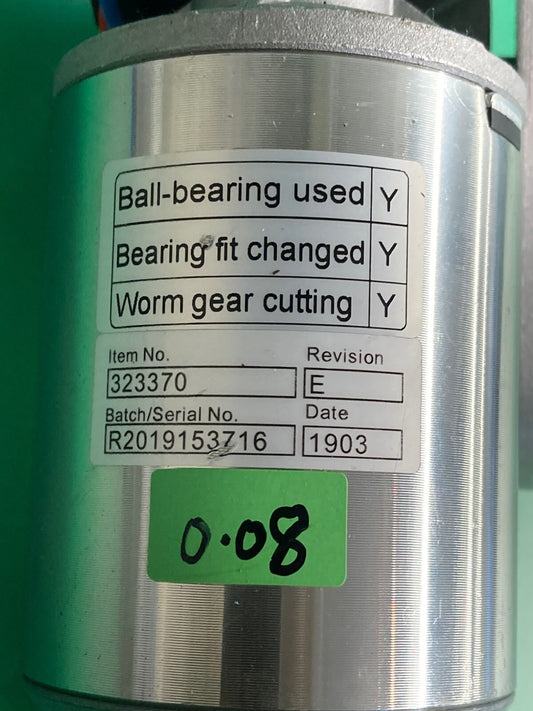 Ball-bearing used Y
Bearing fit changed Y
Worm gear cutting Y
Item No. Revision
323370 E
Batch/Serial No. Date
R2019153716 1903
0.08